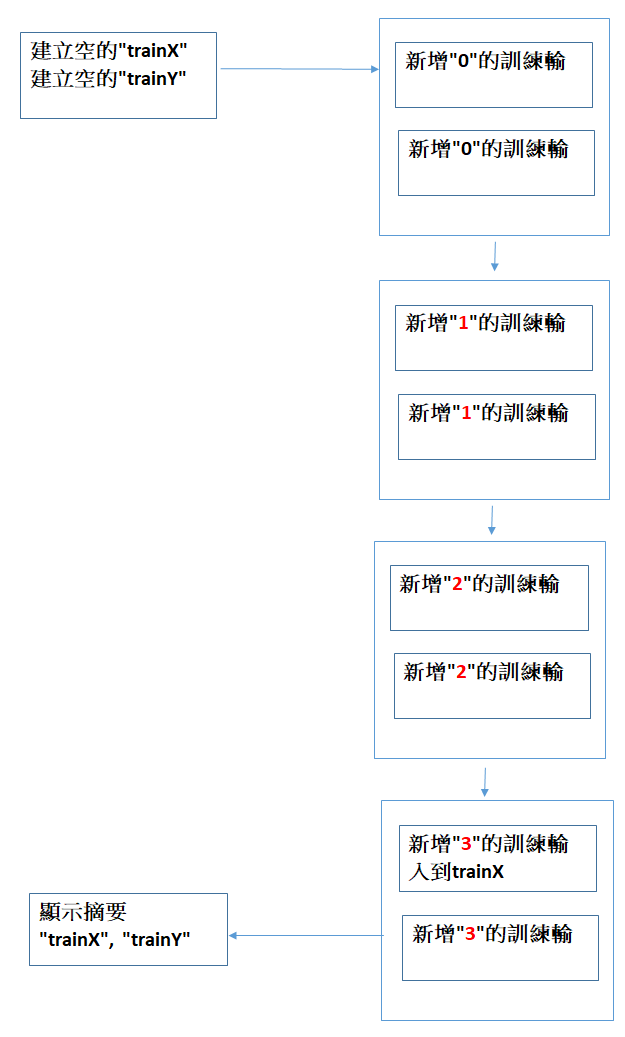 建立空的"trainX"
建立空的"trainY"
新增"0"的訓練輸
新增"0"的訓練輸
新增"1"的訓練輸
新增"1"的訓練輸
新增"2"的訓練輸
新增"2"的訓練輸
新增"3"的訓練輸
入到trainX
新增"3"的訓練輸
顯示摘要
"trainX", "trainY"